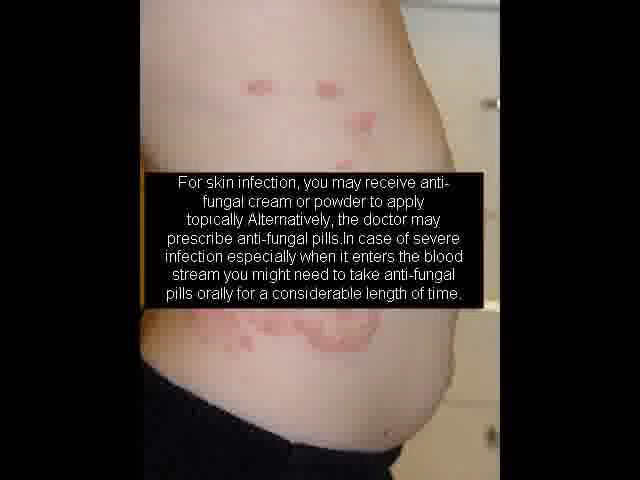 For skin infection, you may receive anti-
fungal cream or powder to apply
topically Alternatively, the doctor may
prescribe anti-fungal pills.In case of severe
infection especially when it enters the blood
stream you might need to take anti-fungal
pills orally for a considerable length of time.